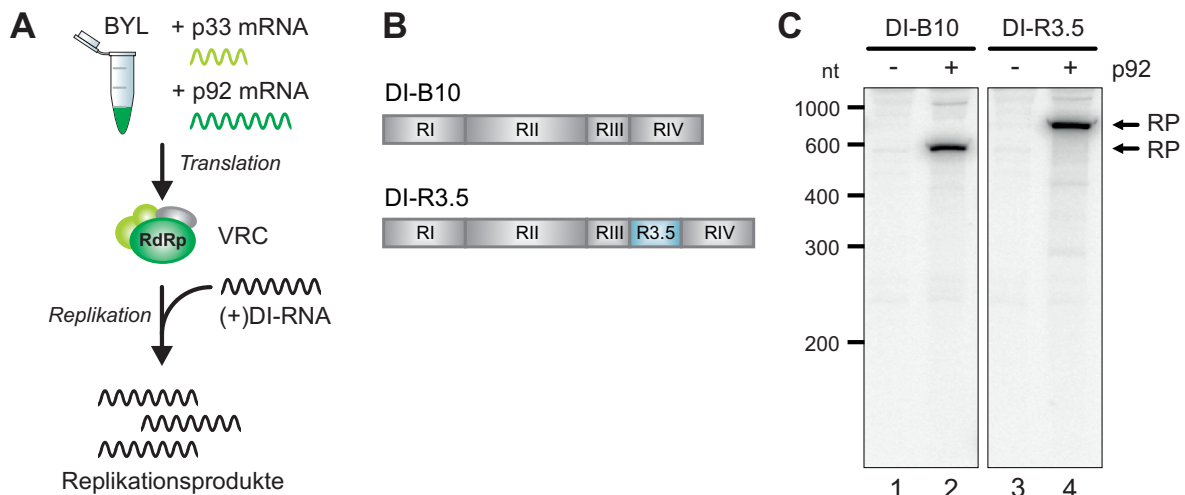 A
BYL
+ p33 mRNA
+ p92 mRNA
Translation
RdRp
VRC
Replikation
(+)DI-RNA
Replikationsprodukte
B
DI-B10
RI RII RIII RIV
DI-R3.5
RI RII RIII R3.5 RIV
C
DI-B10 DI-R3.5
nt - + - + p92
1000
600
400
300
200
RP
RP
1 2 3 4